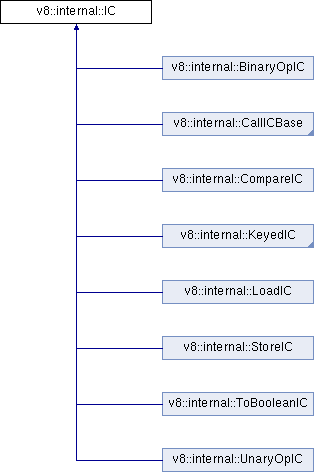 v8::internal::IC
v8::internal::BinaryOpIC
v8::internal::CallICBase
v8::internal::CompareIC
v8::internal::KeyedIC
v8::internal::LoadIC
v8::internal::StoreIC
v8::internal::ToBooleanIC
v8::internal::UnaryOpIC